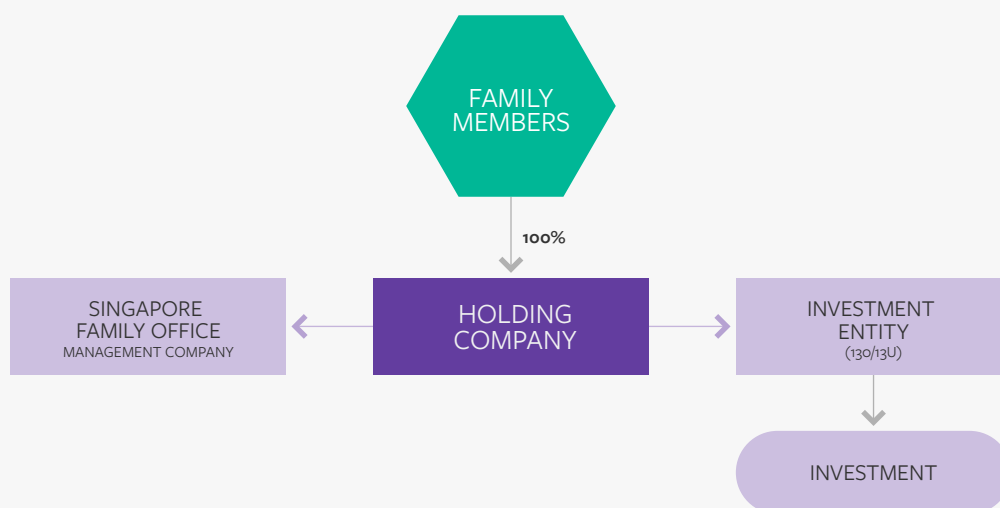 FAMILY
MEMBERS
100%
SINGAPORE
FAMILY OFFICE
MANAGEMENT COMPANY
HOLDING
COMPANY
INVESTMENT
ENTITY
(13O/13U)
INVESTMENT